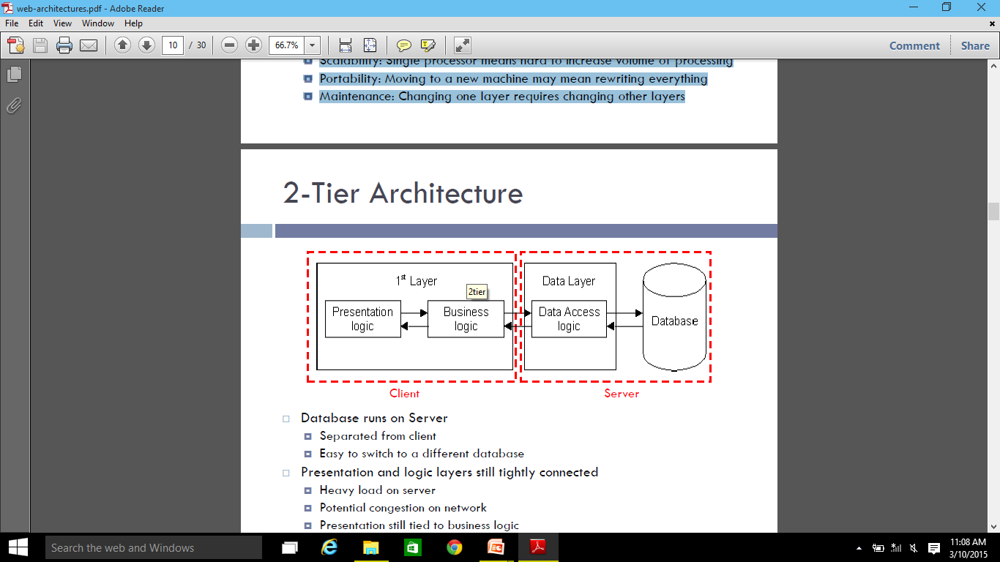 web-architectures.pdf - Adobe Reader
File Edit View Window Help
10 / 30 66.7% Comment Share
Scalability: Single processor means hard to increase volume of processing
Portability: Moving to a new machine may mean rewriting everything
Maintenance: Changing one layer requires changing other layers
2-Tier Architecture
1st Layer
Data Layer
2tier
Presentation logic
Business logic
Data Access logic
Database
Client
Server
Database runs on Server
Separated from client
Easy to switch to a different database
Presentation and logic layers still tightly connected
Heavy load on server
Potential congestion on network
Presentation still tied to business logic
Search the web and Windows
11:08 AM
3/10/2015